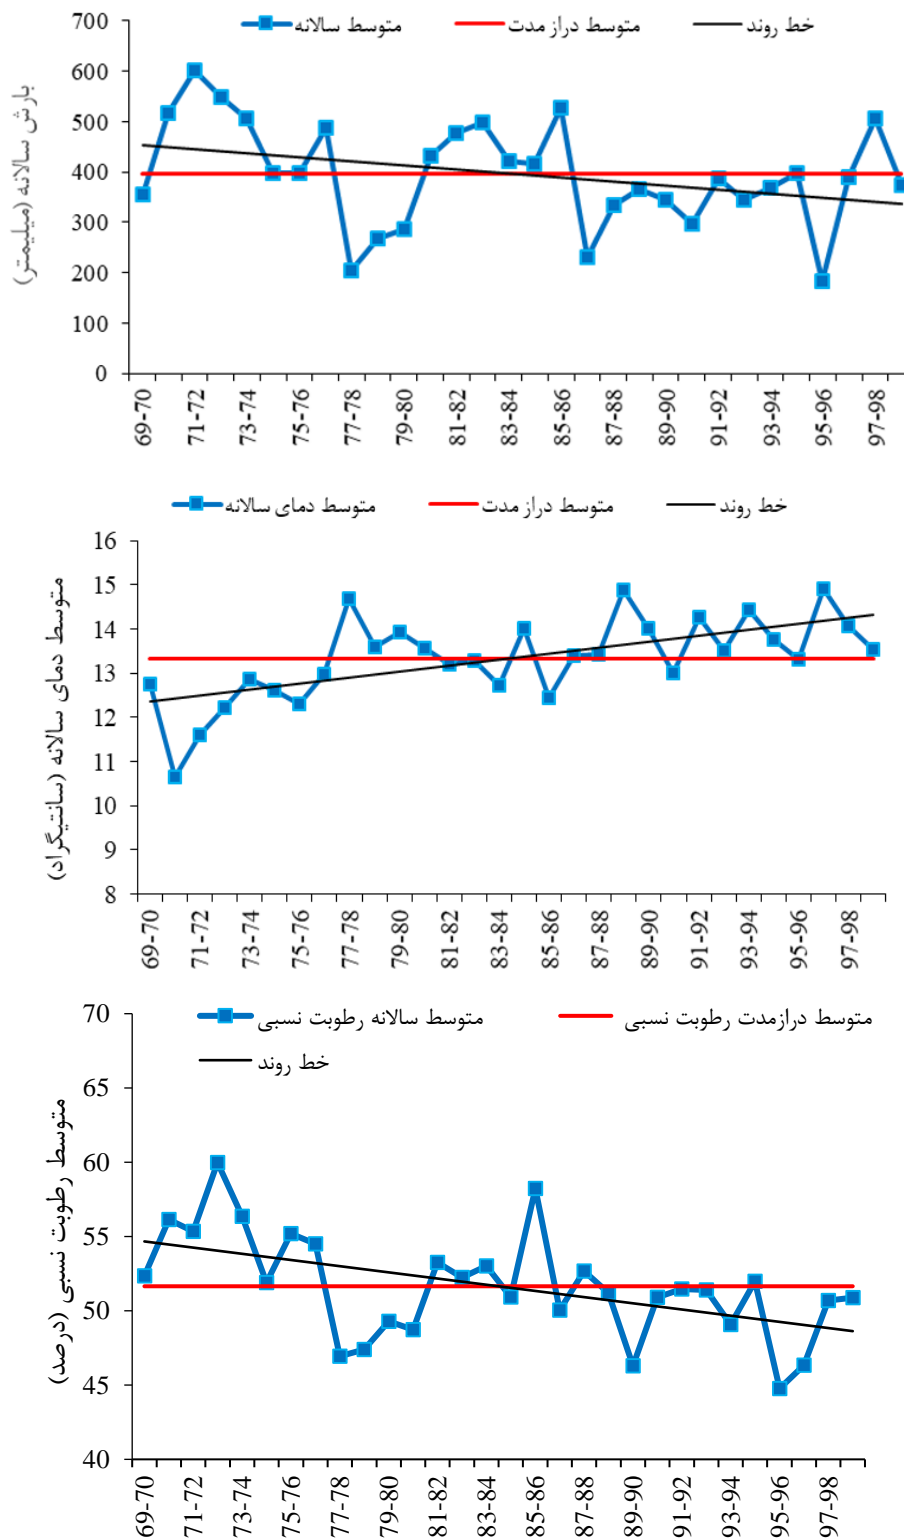 متوسط سالانه متوسط دراز مدت خط روند
بارش سالانه (میلیمتر)
700
600
500
400
300
200
100
0
69-70 71-72 73-74 75-76 77-78 79-80 81-82 83-84 85-86 87-88 89-90 91-92 93-94 95-96 97-98
متوسط دمای سالانه متوسط دراز مدت خط روند
متوسط دمای سالانه (سانتیگراد)
16
15
14
13
12
11
10
9
8
69-70 71-72 73-74 75-76 77-78 79-80 81-82 83-84 85-86 87-88 89-90 91-92 93-94 95-96 97-98
متوسط سالانه رطوبت نسبی متوسط درازمدت رطوبت نسبی
خط روند
متوسط رطوبت نسبی (درصد)
70
65
60
55
50
45
40
69-70 71-72 73-74 75-76 77-78 79-80 81-82 83-84 85-86 87-88 89-90 91-92 93-94 95-96 97-98